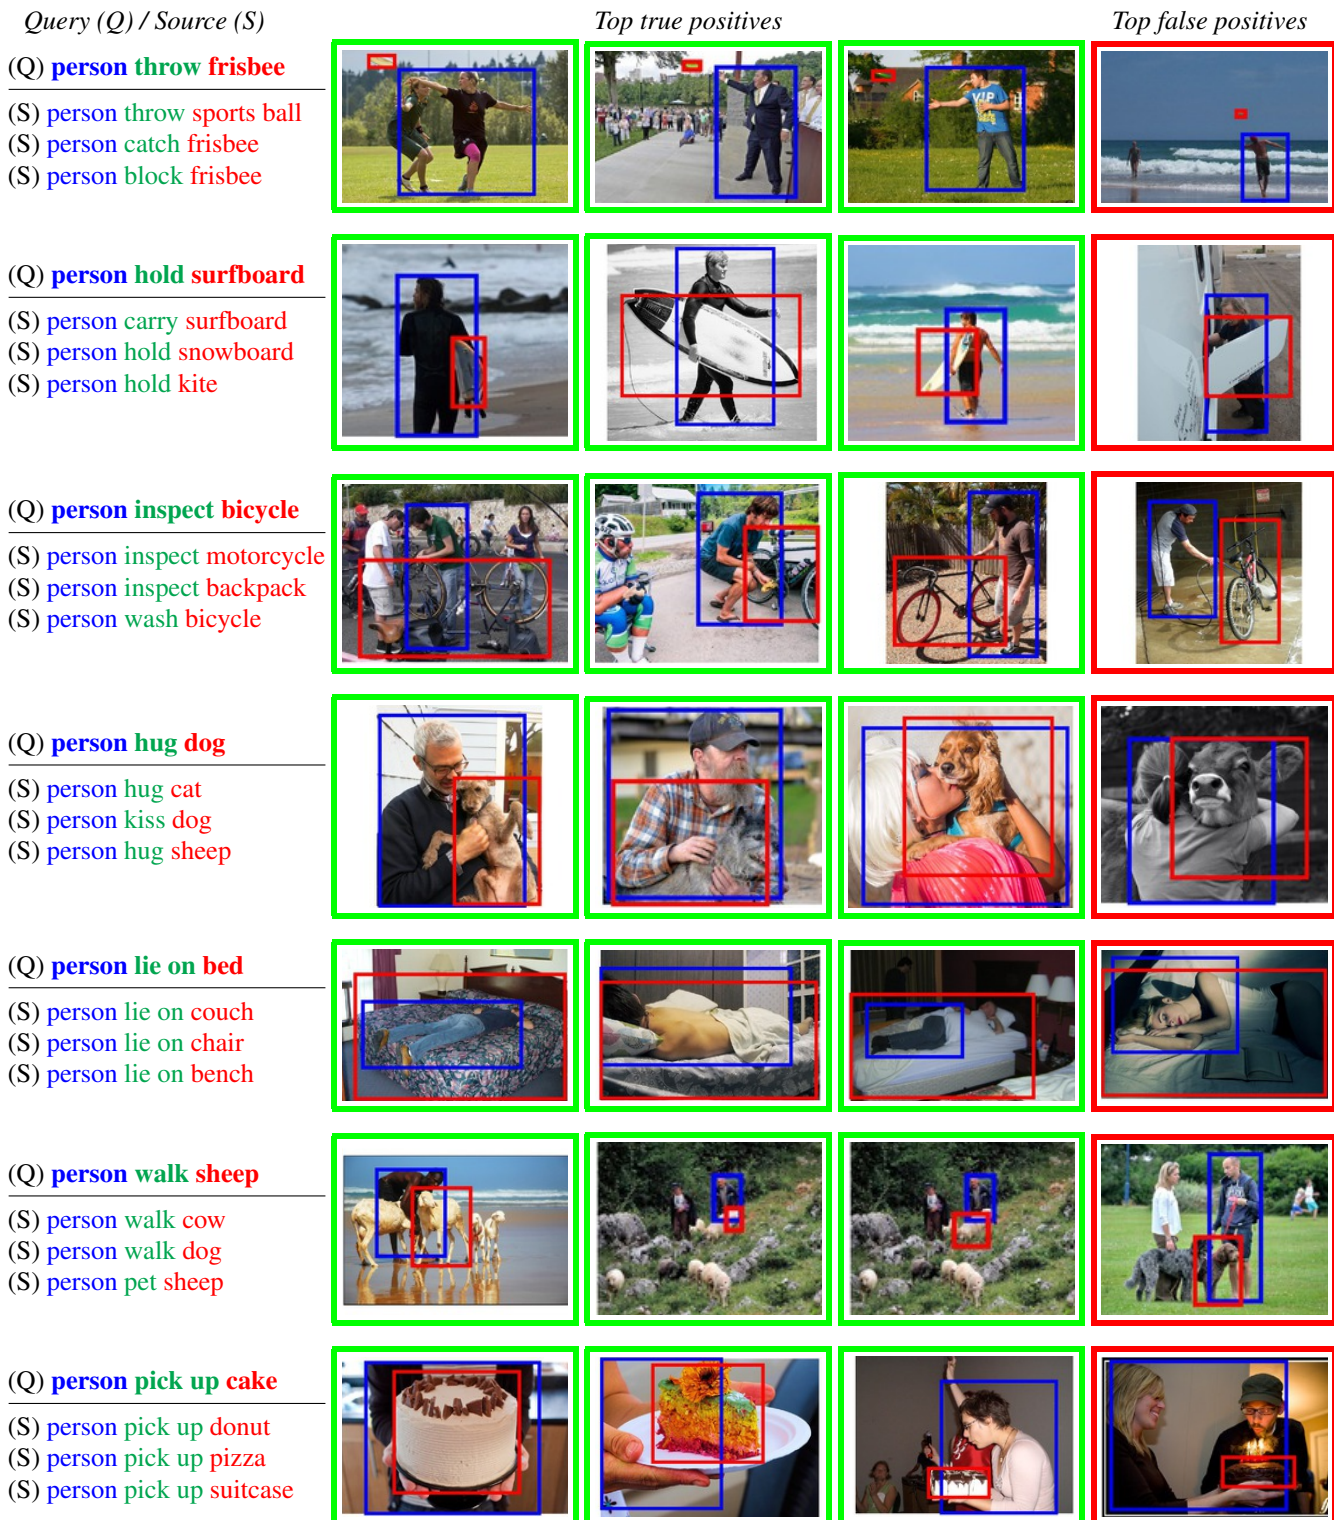 Query (Q) / Source (S) Top true positives Top false positives
(Q) person throw frisbee
(S) person throw sports ball
(S) person catch frisbee
(S) person block frisbee
VIP
(Q) person hold surfboard
(S) person carry surfboard
(S) person hold snowboard
(S) person hold kite
(Q) person inspect bicycle
(S) person inspect motorcycle
(S) person inspect backpack
(S) person wash bicycle
(Q) person hug dog
(S) person hug cat
(S) person kiss dog
(S) person hug sheep
(Q) person lie on bed
(S) person lie on couch
(S) person lie on chair
(S) person lie on bench
(Q) person walk sheep
(S) person walk cow
(S) person walk dog
(S) person pet sheep
(Q) person pick up cake
(S) person pick up donut
(S) person pick up pizza
(S) person pick up suitcase